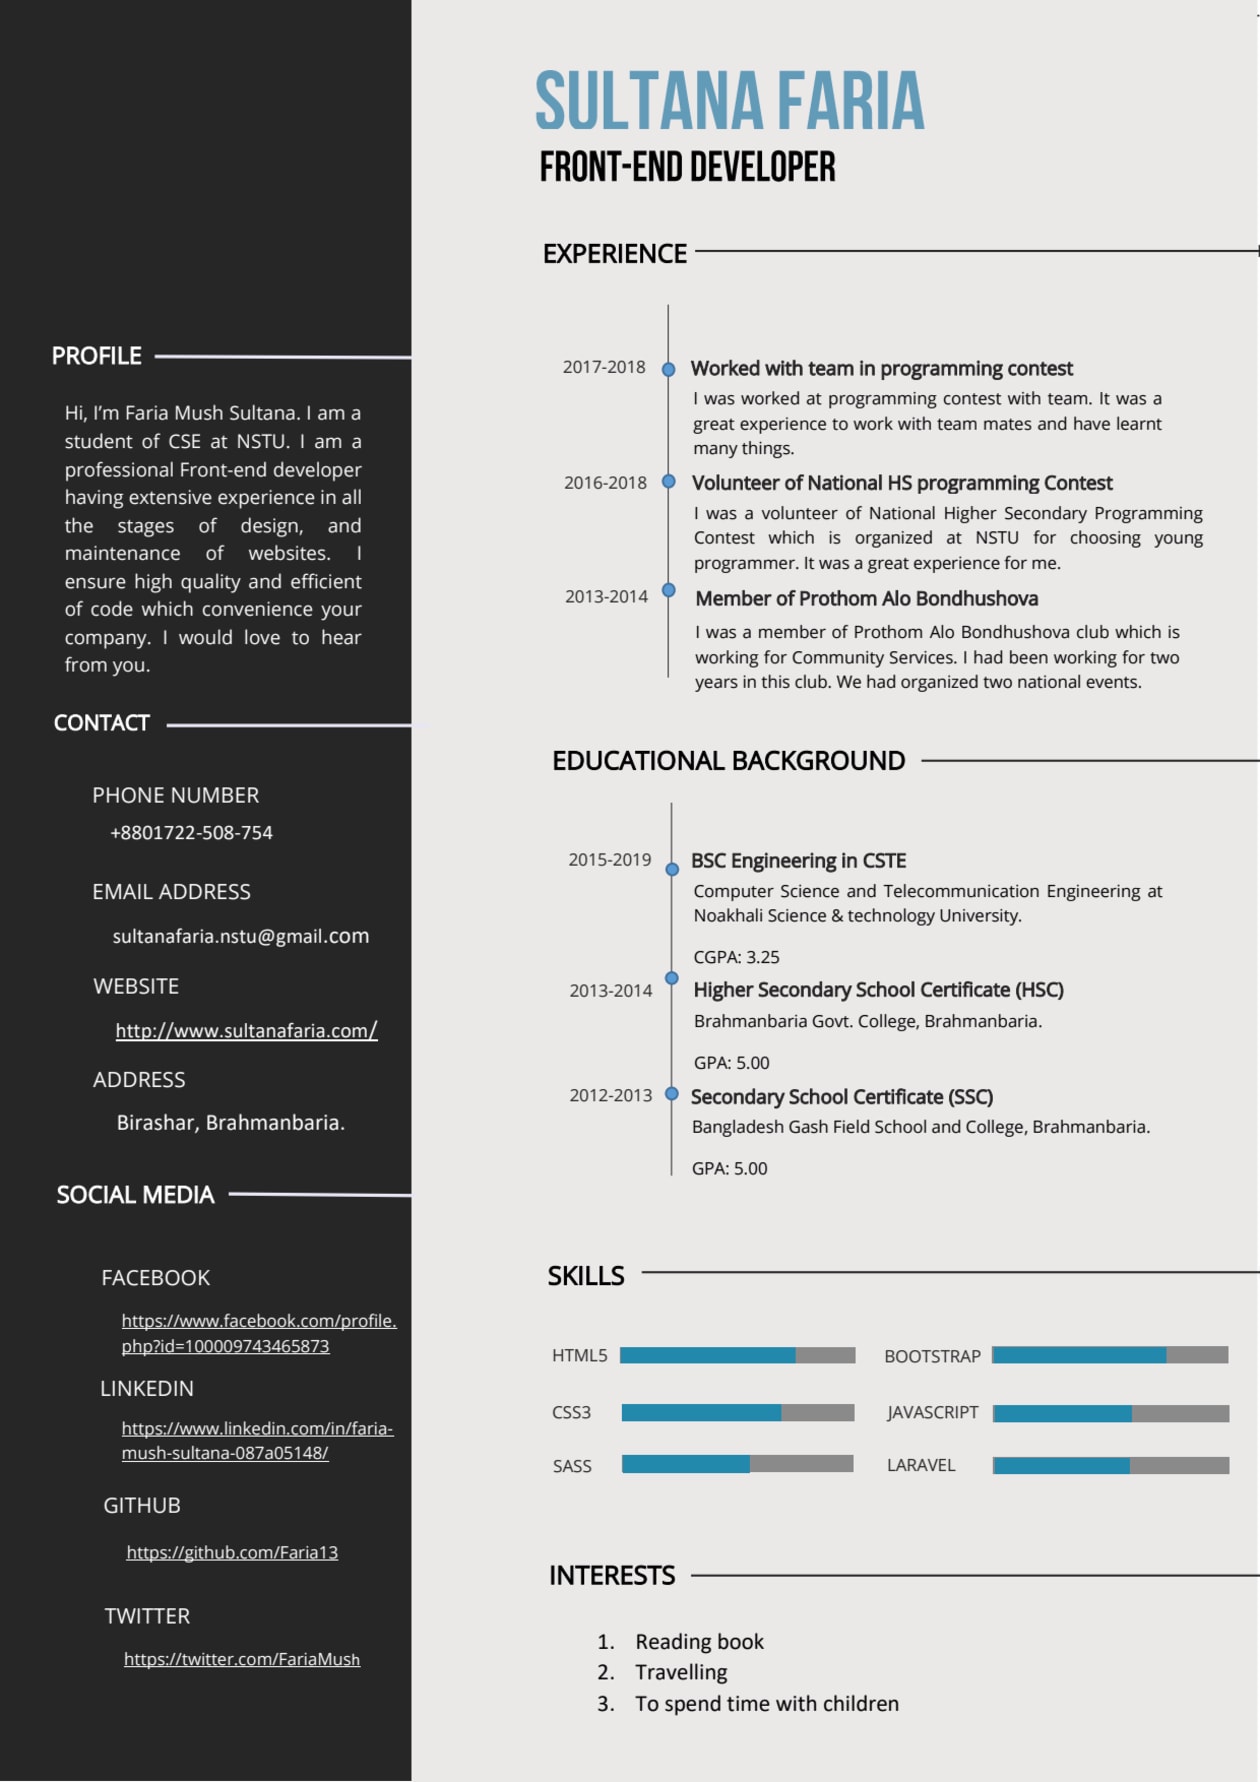 SULTANA FARIA
FRONT-END DEVELOPER
PROFILE
Hi, I’m Faria Mush Sultana. I am a
student of CSE at NSTU. I am a
professional Front-end developer
having extensive experience in all
the stages of design, and
maintenance of websites. I
ensure high quality and efficient
of code which convenience your
company. I would love to hear
from you.
CONTACT
PHONE NUMBER
+8801722-508-754
EMAIL ADDRESS
sultanafaria.nstu@gmail.com
WEBSITE
http://www.sultanafaria.com/
ADDRESS
Birashar, Brahmanbaria.
SOCIAL MEDIA
FACEBOOK
https://www.facebook.com/profile.
php?id=100009743465873
LINKEDIN
https://www.linkedin.com/in/faria-
mush-sultana-087a05148/
GITHUB
https://github.com/Faria13
TWITTER
https://twitter.com/FariaMush
EXPERIENCE
2017-2018 Worked with team in programming contest
I was worked at programming contest with team. It was a
great experience to work with team mates and have learnt
many things.
2016-2018 Volunteer of National HS programming Contest
I was a volunteer of National Higher Secondary Programming
Contest which is organized at NSTU for choosing young
programmer. It was a great experience for me.
2013-2014 Member of Prothom Alo Bondhushova
I was a member of Prothom Alo Bondhushova club which is
working for Community Services. I had been working for two
years in this club. We had organized two national events.
EDUCATIONAL BACKGROUND
2015-2019 BSC Engineering in CSTE
Computer Science and Telecommunication Engineering at
Noakhali Science & technology University.
CGPA: 3.25
2013-2014 Higher Secondary School Certificate (HSC)
Brahmanbaria Govt. College, Brahmanbaria.
GPA: 5.00
2012-2013 Secondary School Certificate (SSC)
Bangladesh Gash Field School and College, Brahmanbaria.
GPA: 5.00
SKILLS
HTML5 BOOTSTRAP
CSS3 JAVASCRIPT
SASS LARAVEL
INTERESTS
1. Reading book
2. Travelling
3. To spend time with children